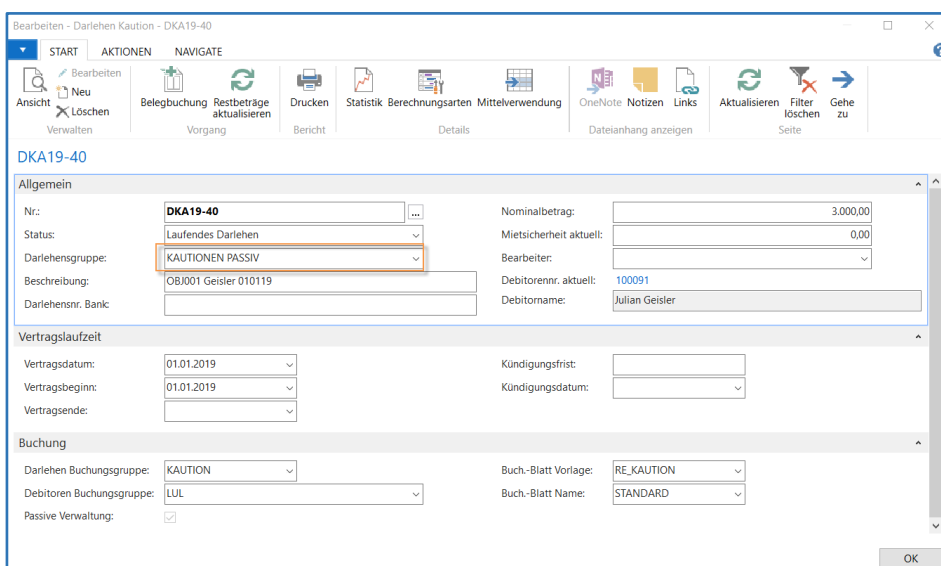 Bearbeiten - Darlehen Kaution - DKA19-40
START AKTIONEN NAVIGATE
Ansicht
Bearbeiten
Neu
Löschen
Verwalten
Belegbuchung
Restbeträge
aktualisieren
Vorgang
Drucken
Bericht
Statistik
Berechnungsarten
Mittelverwendung
Details
OneNote
Notizen
Links
Dateianhang anzeigen
Aktualisieren
Filter
löschen
Gehe
zu
Seite
DKA19-40
Allgemein
Nr.: DKA19-40 ...
Status: Laufendes Darlehen
Darlehensgruppe: KAUTIONEN PASSIV
Beschreibung: OBJ001 Geisler 010119
Darlehensnr. Bank:
Nominalbetrag: 3.000,00
Mietsicherheit aktuell: 0,00
Bearbeiter:
Debitorennr. aktuell: 100091
Debitorname: Julian Geisler
Vertragslaufzeit
Vertragsdatum: 01.01.2019
Vertragsbeginn: 01.01.2019
Vertragsende:
Kündigungsfrist:
Kündigungsdatum:
Buchung
Darlehen Buchungsgruppe: KAUTION
Debitoren Buchungsgruppe: LUL
Passive Verwaltung:
Buch.-Blatt Vorlage: RE_KAUTION
Buch.-Blatt Name: STANDARD
OK